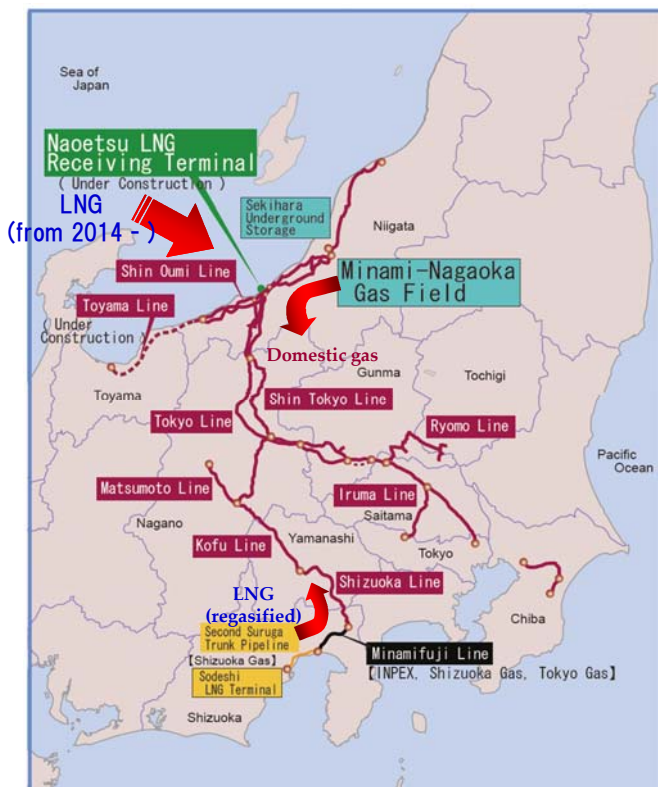 Sea of
Japan
Naoetsu LNG
Receiving Terminal
( Under Construction )
LNG
(from 2014 - )
Sekihara
Underground
Storage
Niigata
Shin Oumi Line
Minami-Nagaoka
Gas Field
Toyama Line
( Under
Construction )
Domestic gas
Toyama
Gunma
Tochigi
Shin Tokyo Line
Tokyo Line
Ryomo Line
Pacific
Ocean
Matsumoto Line
Iruma Line
Nagano
Saitama
Kofu Line
Yamanashi
Tokyo
LNG
(regasified)
Shizuoka Line
Chiba
Second Suruga
Trunk Pipeline
【Shizuoka Gas】
Minamifuji Line
【INPEX, Shizuoka Gas, Tokyo Gas】
Sodeshi
LNG Terminal
Shizuoka